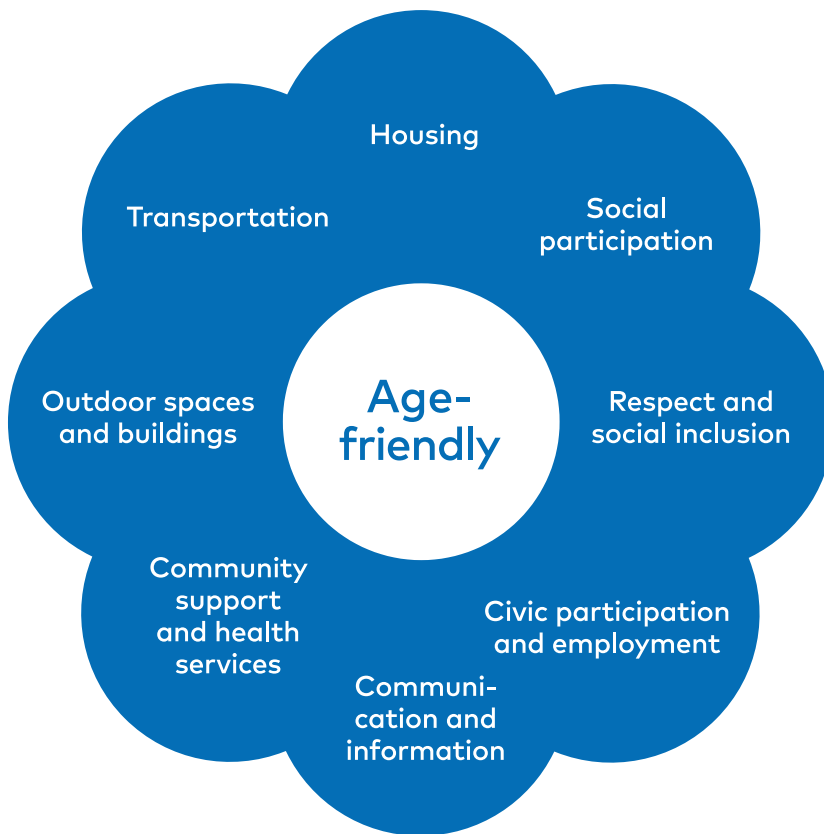 Housing
Social
participation
Respect and
social inclusion
Civic participation
and employment
Communi-
cation and
information
Community
support
and health
services
Outdoor spaces
and buildings
Transportation
Age-
friendly